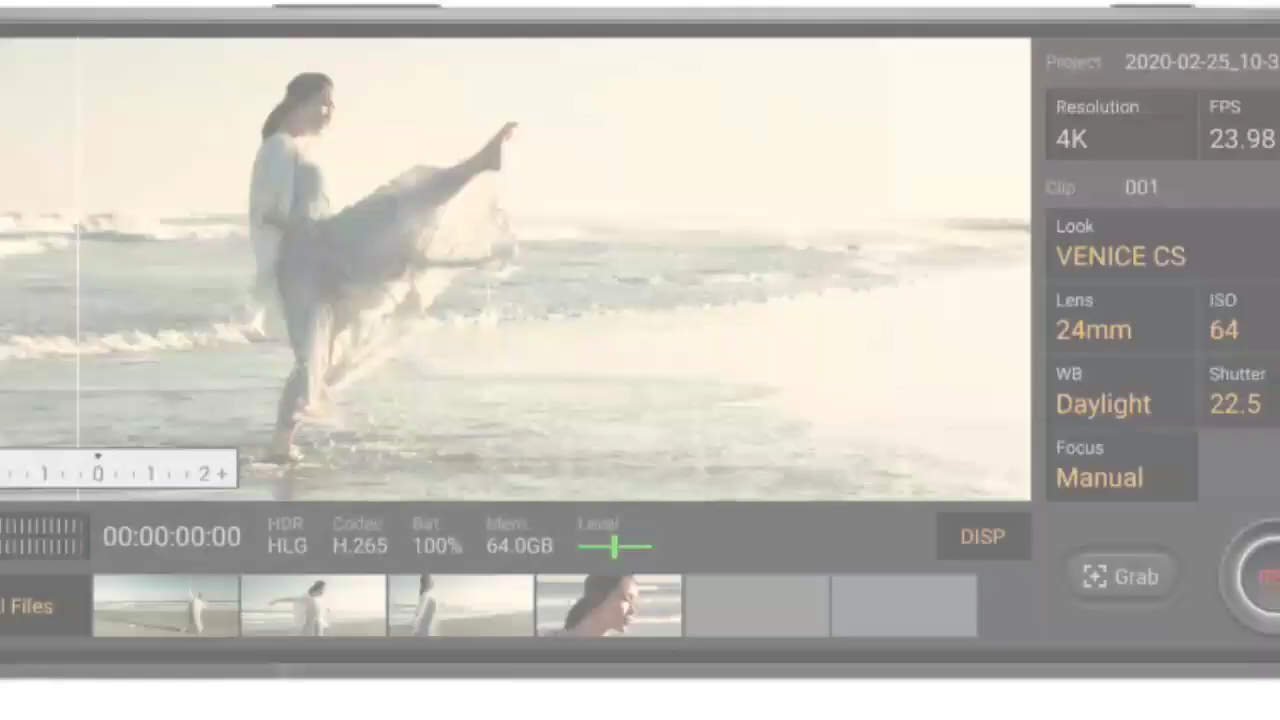 Project 2020-02-25_10-3
Resolution FPS
4K 23.98
Clip 001
Look
VENICE CS
Lens ISO
24mm 64
WB Shutter
Daylight 22.5
Focus
Manual
1 0 1 2+
00:00:00:00
HDR Codec Bat. Mem. Level
HLG H.265 100% 64.0GB
DISP
Grab
l Files